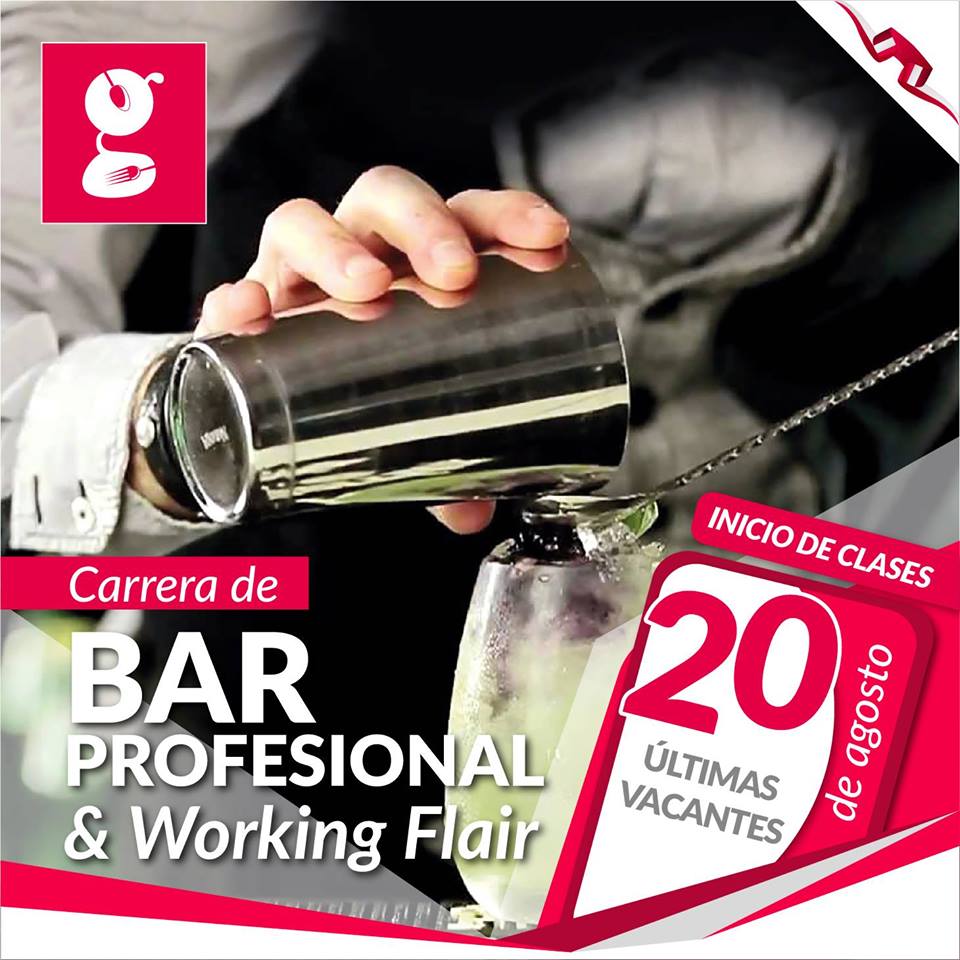 g
Carrera de
BAR
PROFESIONAL
& Working Flair
INICIO DE CLASES
20
de agosto
ÚLTIMAS
VACANTES